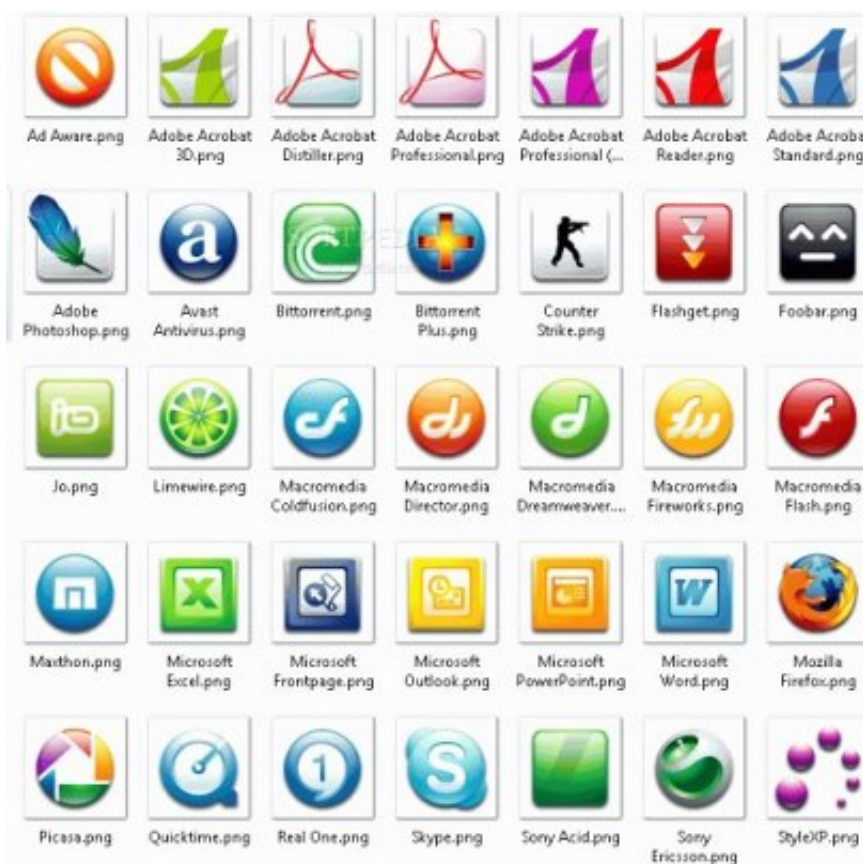 Ad Aware.png
Adobe Acrobat
3D.png
Adobe Acrobat
Distiller.png
Adobe Acrobat
Professional.png
Adobe Acrobat
Professional (...
Adobe Acrobat
Reader.png
Adobe Acroba
Standard.png
Adobe
Photoshop.png
a
Avast
Antivirus.png
Bittorrent.png
Bittorrent
Plus.png
Counter
Strike.png
Flashget.png
Foobar.png
Jo.png
Limewire.png
Macromedia
Coldfusion.png
Macromedia
Director.png
Macromedia
Dreamweaver....
Macromedia
Fireworks.png
Macromedia
Flash.png
Maxthon.png
X
Microsoft
Excel.png
Microsoft
Frontpage.png
Microsoft
Outlook.png
Microsoft
PowerPoint.png
W
Microsoft
Word.png
Mozilla
Firefox.png
Picasa.png
Quicktime.png
1
Real One.png
S
Skype.png
Sony Acid.png
Sony
Ericsson.png
StyleXP.png